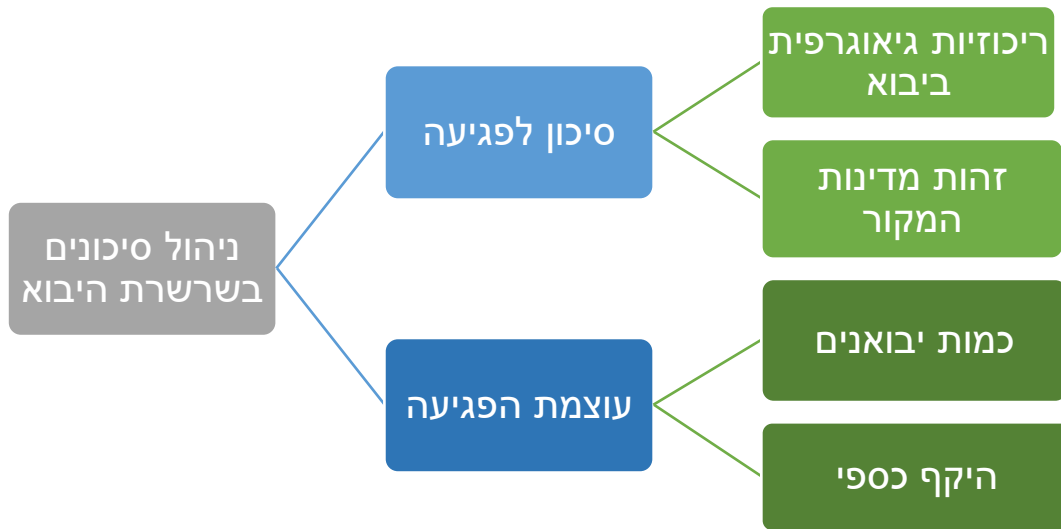 ניהול סיכונים
בשרשרת היבוא
סיכון לפגיעה
ריכוזיות גיאוגרפית
ביבוא
זהות מדינות
המקור
עוצמת הפגיעה
כמות יבואנים
היקף כספי